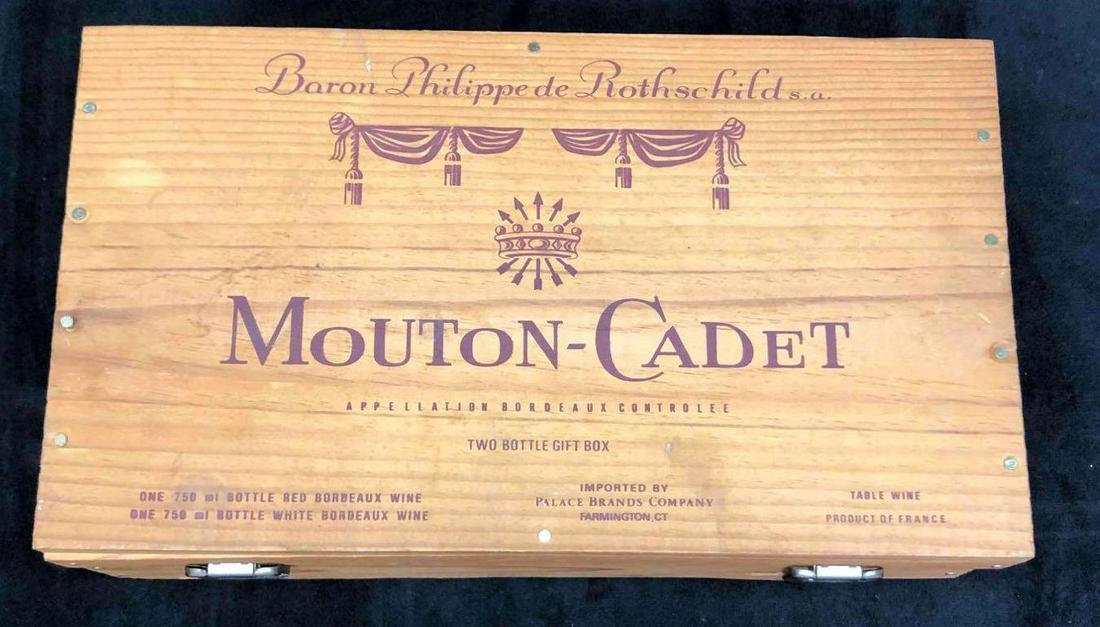 Baron Philippe de Rothschild s.a.
MOUTON-CADET
APPELLATION BORDEAUX CONTROLEE
TWO BOTTLE GIFT BOX
ONE 750 ml BOTTLE RED BORDEAUX WINE
ONE 750 ml BOTTLE WHITE BORDEAUX WINE
IMPORTED BY
PALACE BRANDS COMPANY
FARMINGTON, CT
TABLE WINE
PRODUCT OF FRANCE